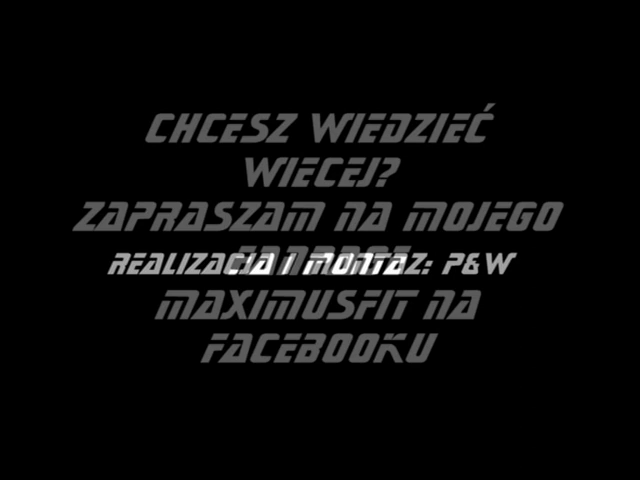 CHCESZ WIEDZIEĆ
WIECEJ?
ZAPRASZAM NA MOJEGO
REALIZACJA I MONTAZ: P&W
MAXIMUSFIT NA
FACEBOOKU